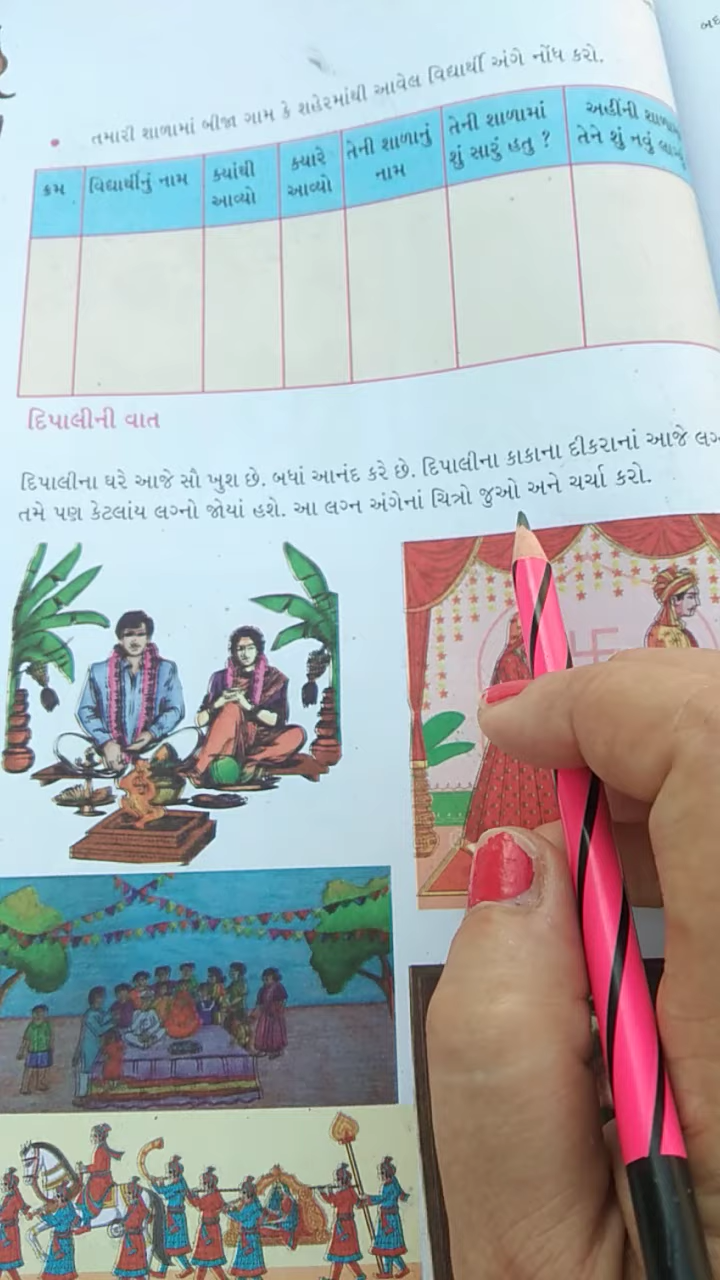 તમારી શાળામાં બીજા ગામ કે શહેરમાંથી આવેલ વિદ્યાર્થી અંગે નોંધ કરો.
ક્રમ
વિદ્યાર્થીનું નામ
ક્યાંથી
આવ્યો
ક્યારે
આવ્યો
તેની શાળાનું
નામ
તેની શાળામાં
શું સારું હતુ ?
અહીંની
તેને શું નવું
દિપાલીની વાત
દિપાલીના ઘરે આજે સૌ ખુશ છે. બધાં આનંદ કરે છે. દિપાલીના કાકાના દીકરાનાં આજે
તમે પણ કેટલાંય લગ્નો જોયાં હશે. આ લગ્ન અંગેનાં ચિત્રો જુઓ અને ચર્ચા કરો.